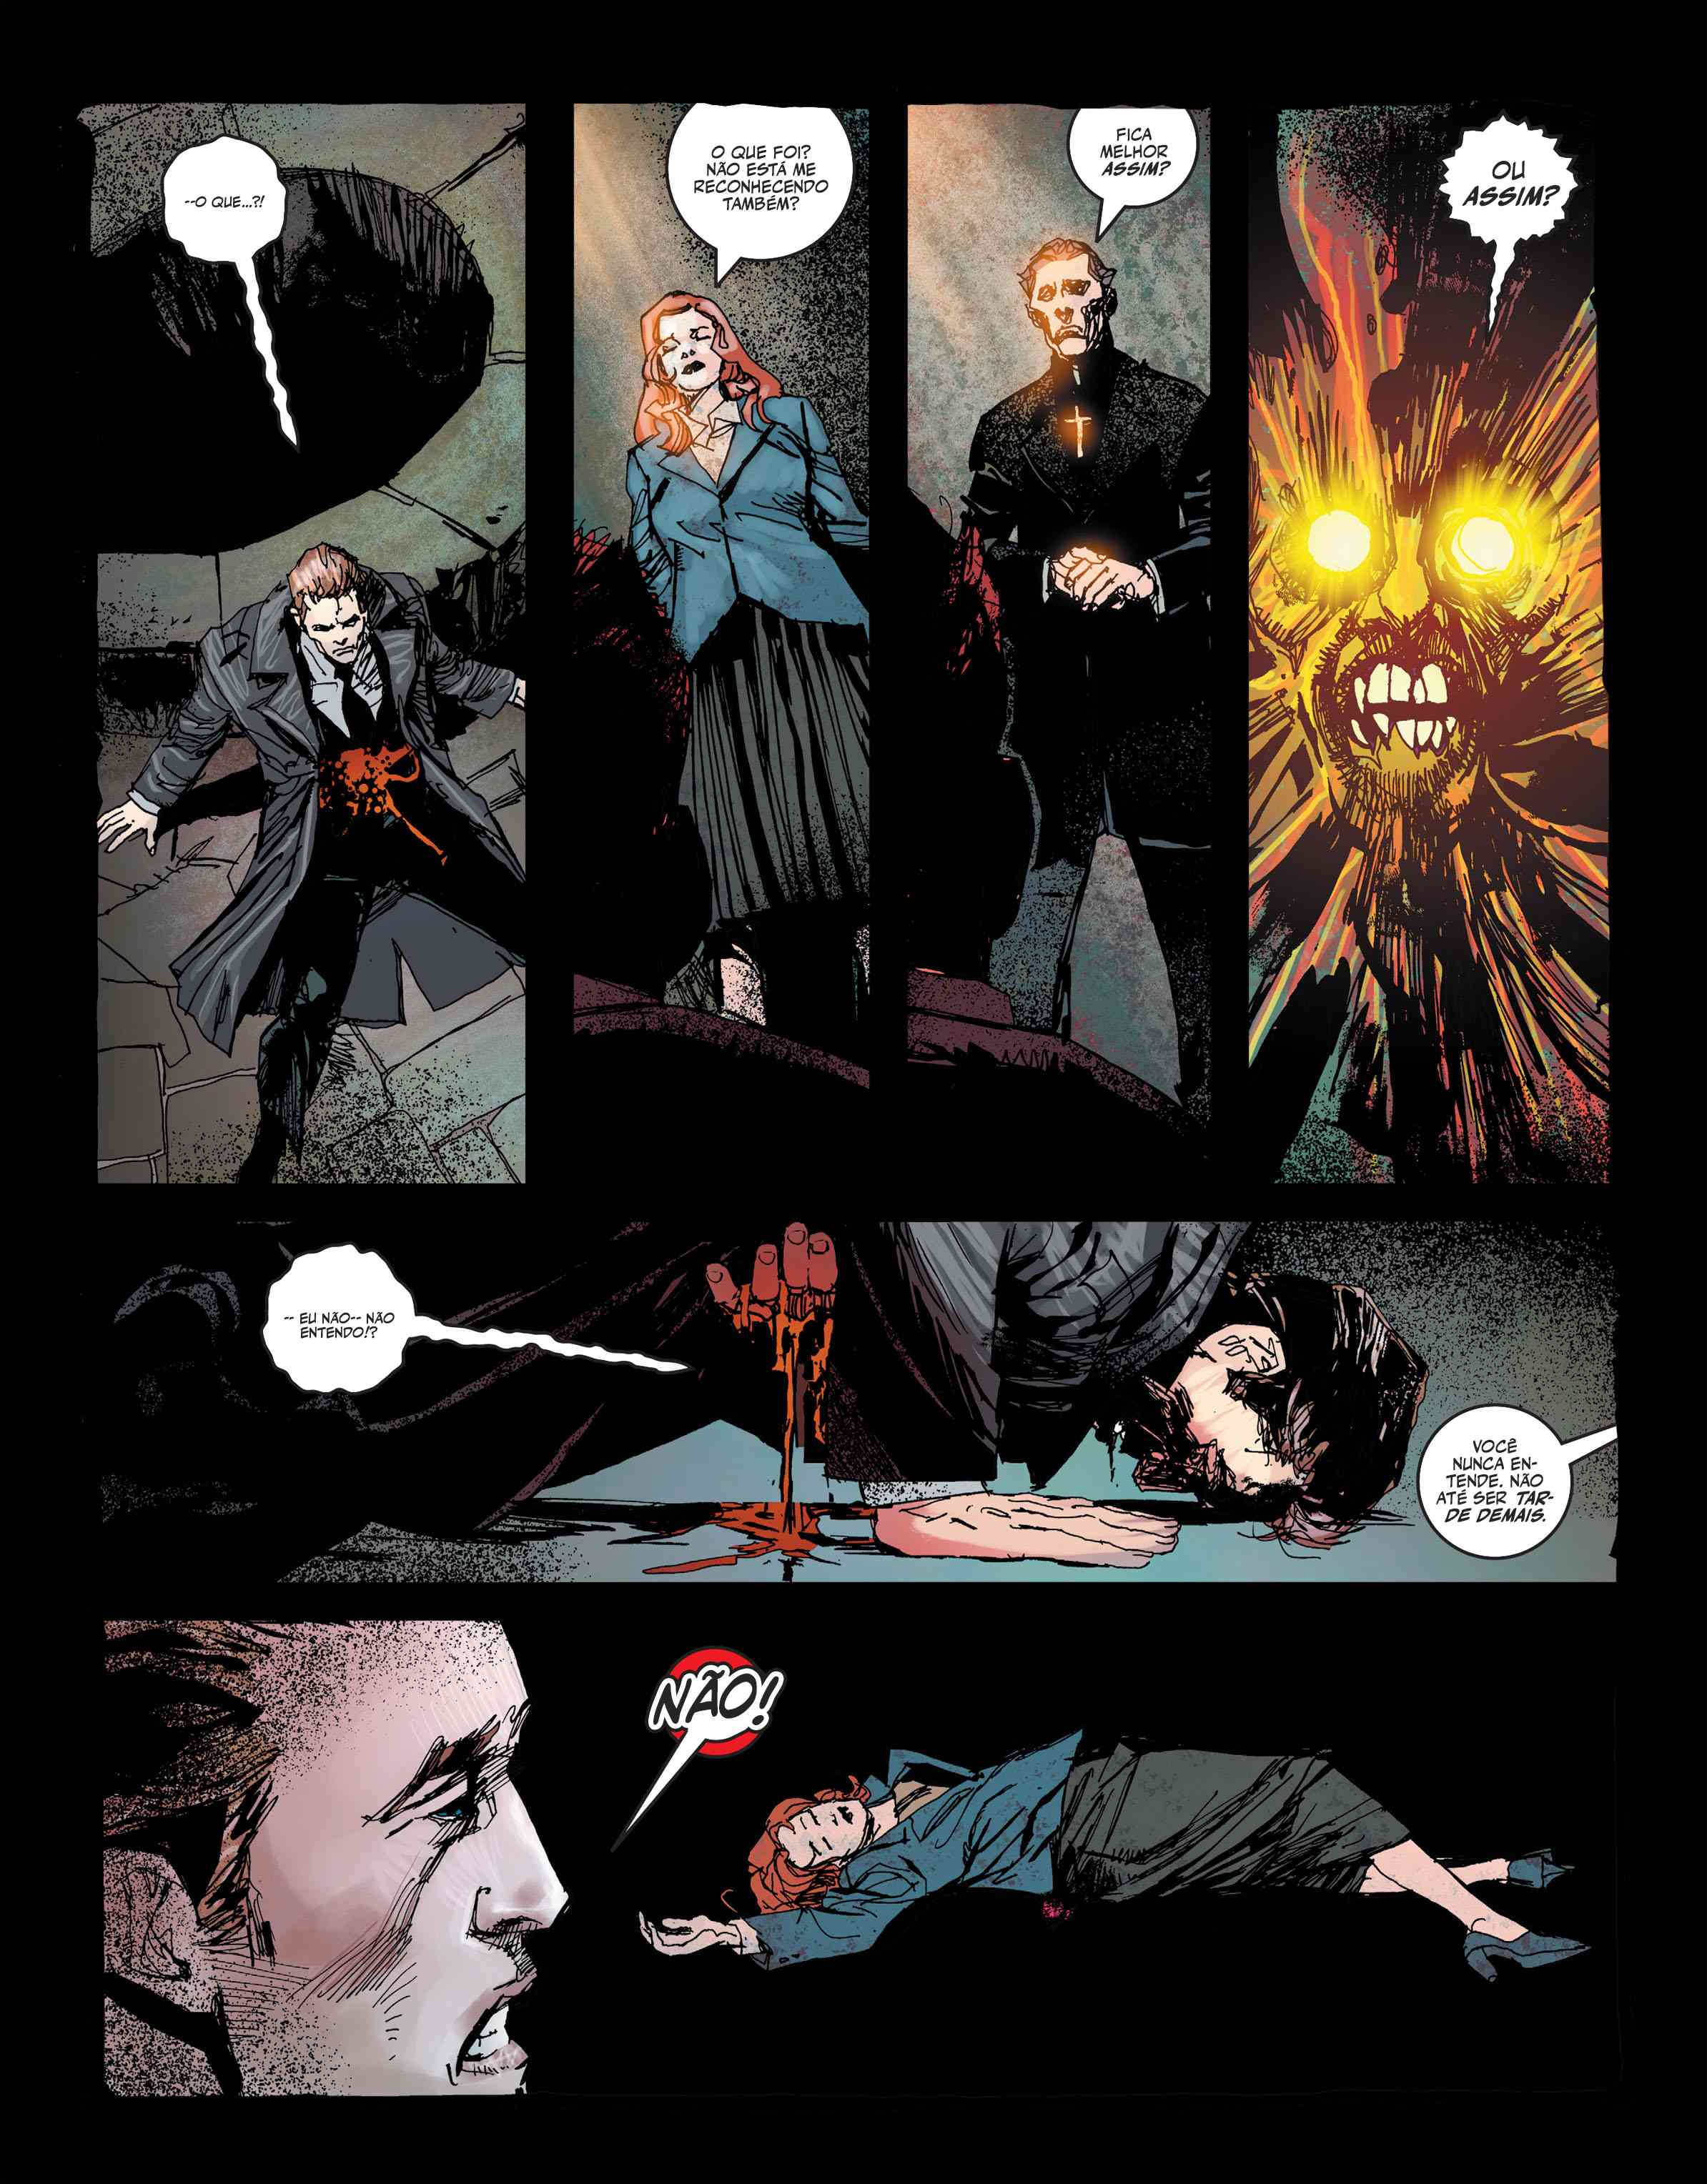 --O QUE...?!
O QUE FOI?
NÃO ESTÁ ME
RECONHECENDO
TAMBÉM?
FICA
MELHOR
ASSIM?
OU
ASSIM?
-- EU NÃO-- NÃO
ENTENDO!?
VOCÊ
NUNCA EN-
TENDE. NÃO
ATÉ SER TAR-
DE DEMAIS.
NÃO!